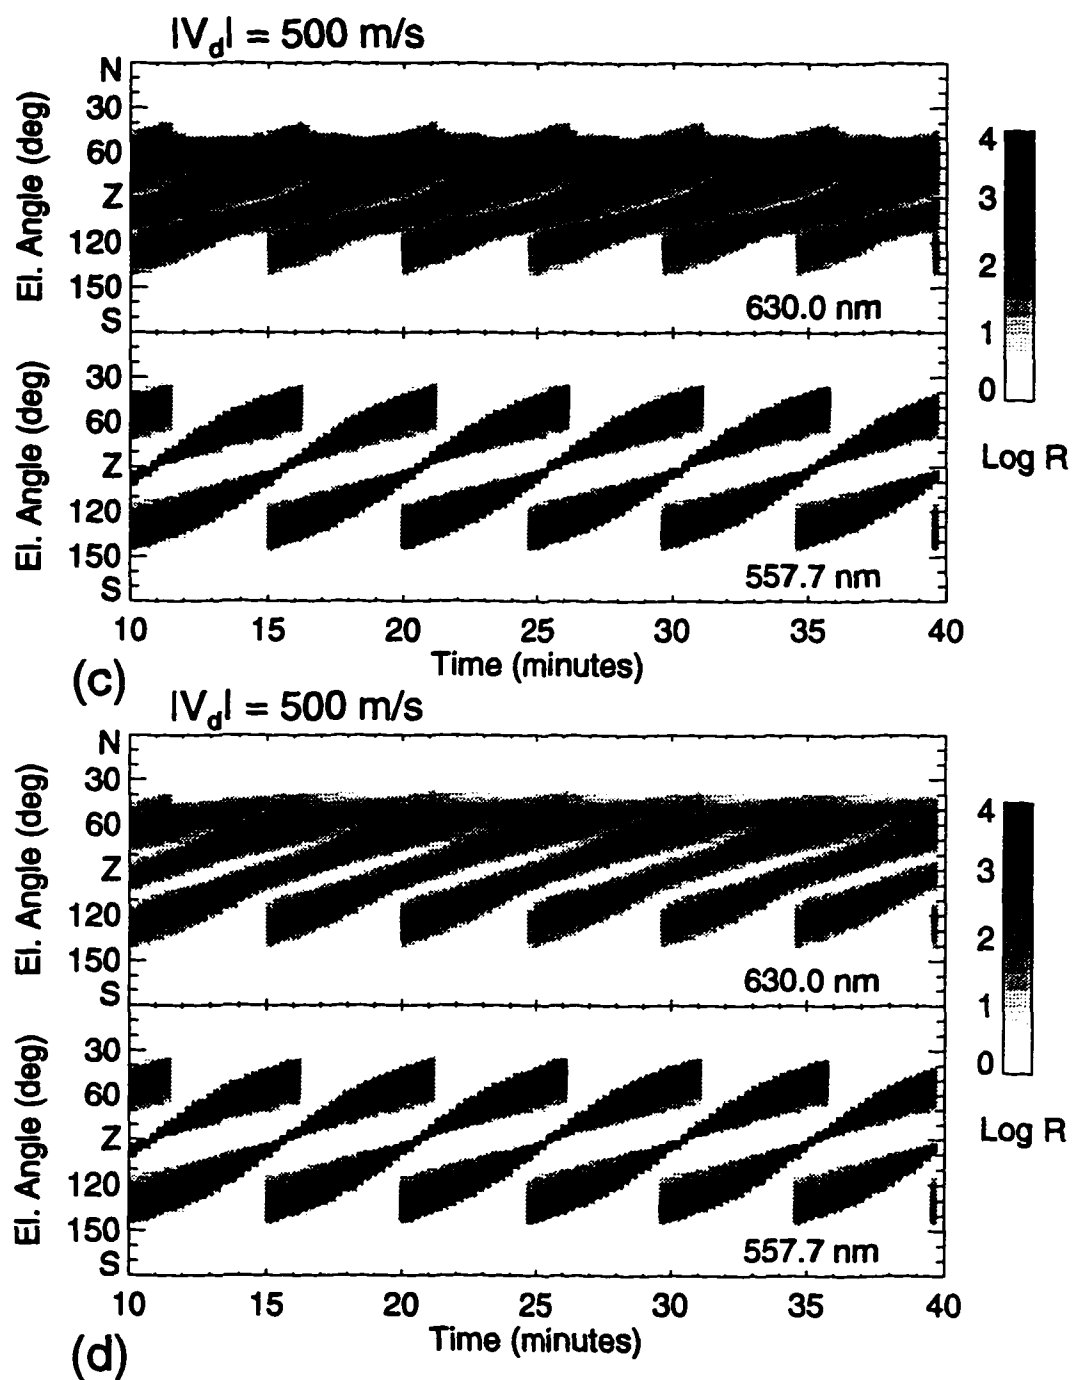 |V_d| = 500 m/s
N
30
60
Z
120
150
S
El. Angle (deg)
630.0 nm
4
3
2
1
0
Log R
30
60
Z
120
150
S
El. Angle (deg)
557.7 nm
10 15 20 25 30 35 40
Time (minutes)
(c)
|V_d| = 500 m/s
N
30
60
Z
120
150
S
El. Angle (deg)
630.0 nm
4
3
2
1
0
Log R
30
60
Z
120
150
S
El. Angle (deg)
557.7 nm
10 15 20 25 30 35 40
Time (minutes)
(d)